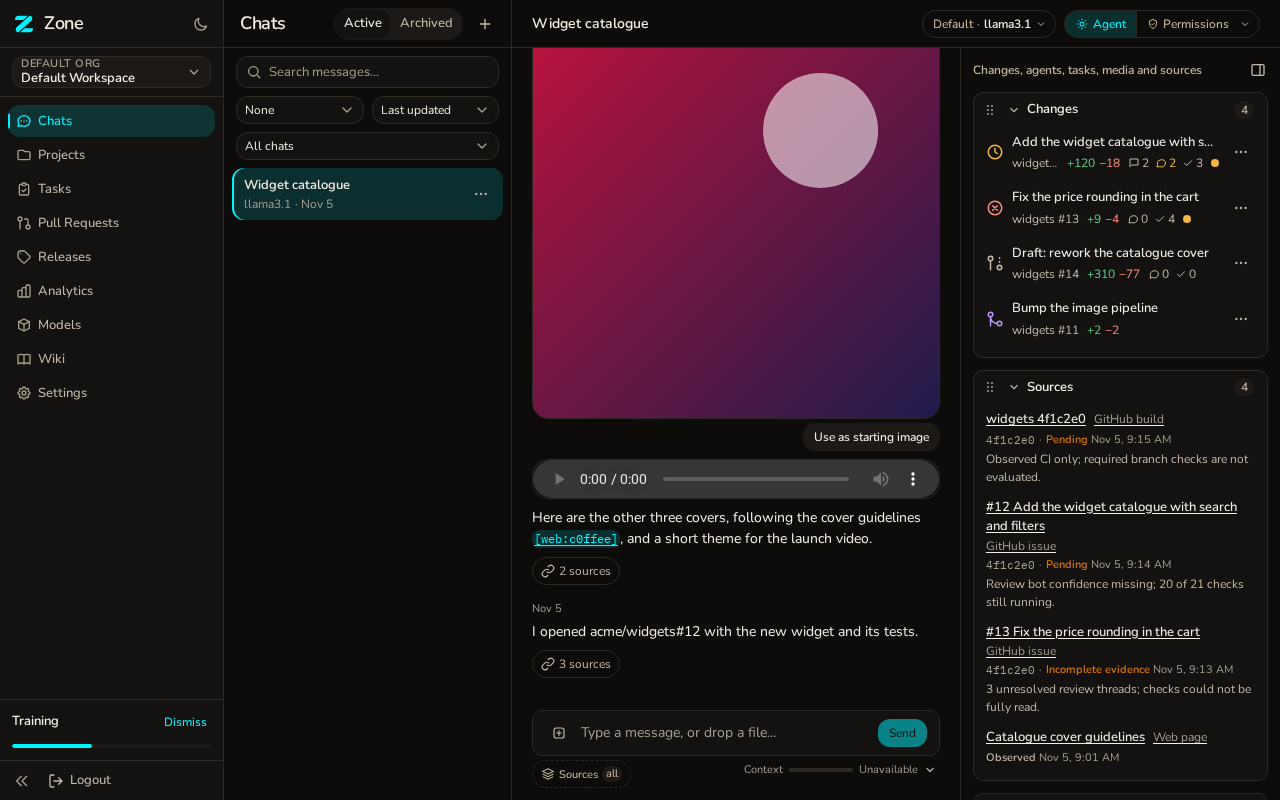 Zone
DEFAULT ORG
Default Workspace
Chats
Projects
Tasks
Pull Requests
Releases
Analytics
Models
Wiki
Settings
Training
Dismiss
Logout
Chats
Active
Archived
Search messages...
None
Last updated
All chats
Widget catalogue
llama3.1 · Nov 5
Widget catalogue
Default · llama3.1
Agent
Permissions
Use as starting image
0:00 / 0:00
Here are the other three covers, following the cover guidelines
[web:c0ffee], and a short theme for the launch video.
2 sources
Nov 5
I opened acme/widgets#12 with the new widget and its tests.
3 sources
Type a message, or drop a file...
Send
Sources all
Context
Unavailable
Changes, agents, tasks, media and sources
Changes
4
Add the widget catalogue with s...
widget... +120 −18 2 2 3
Fix the price rounding in the cart
widgets #13 +9 −4 0 4
Draft: rework the catalogue cover
widgets #14 +310 −77 0 0
Bump the image pipeline
widgets #11 +2 −2
Sources
4
widgets 4f1c2e0 GitHub build
4f1c2e0 · Pending Nov 5, 9:15 AM
Observed CI only; required branch checks are not
evaluated.
#12 Add the widget catalogue with search
and filters
GitHub issue
4f1c2e0 · Pending Nov 5, 9:14 AM
Review bot confidence missing; 20 of 21 checks
still running.
#13 Fix the price rounding in the cart
GitHub issue
4f1c2e0 · Incomplete evidence Nov 5, 9:13 AM
3 unresolved review threads; checks could not be
fully read.
Catalogue cover guidelines Web page
Observed Nov 5, 9:01 AM